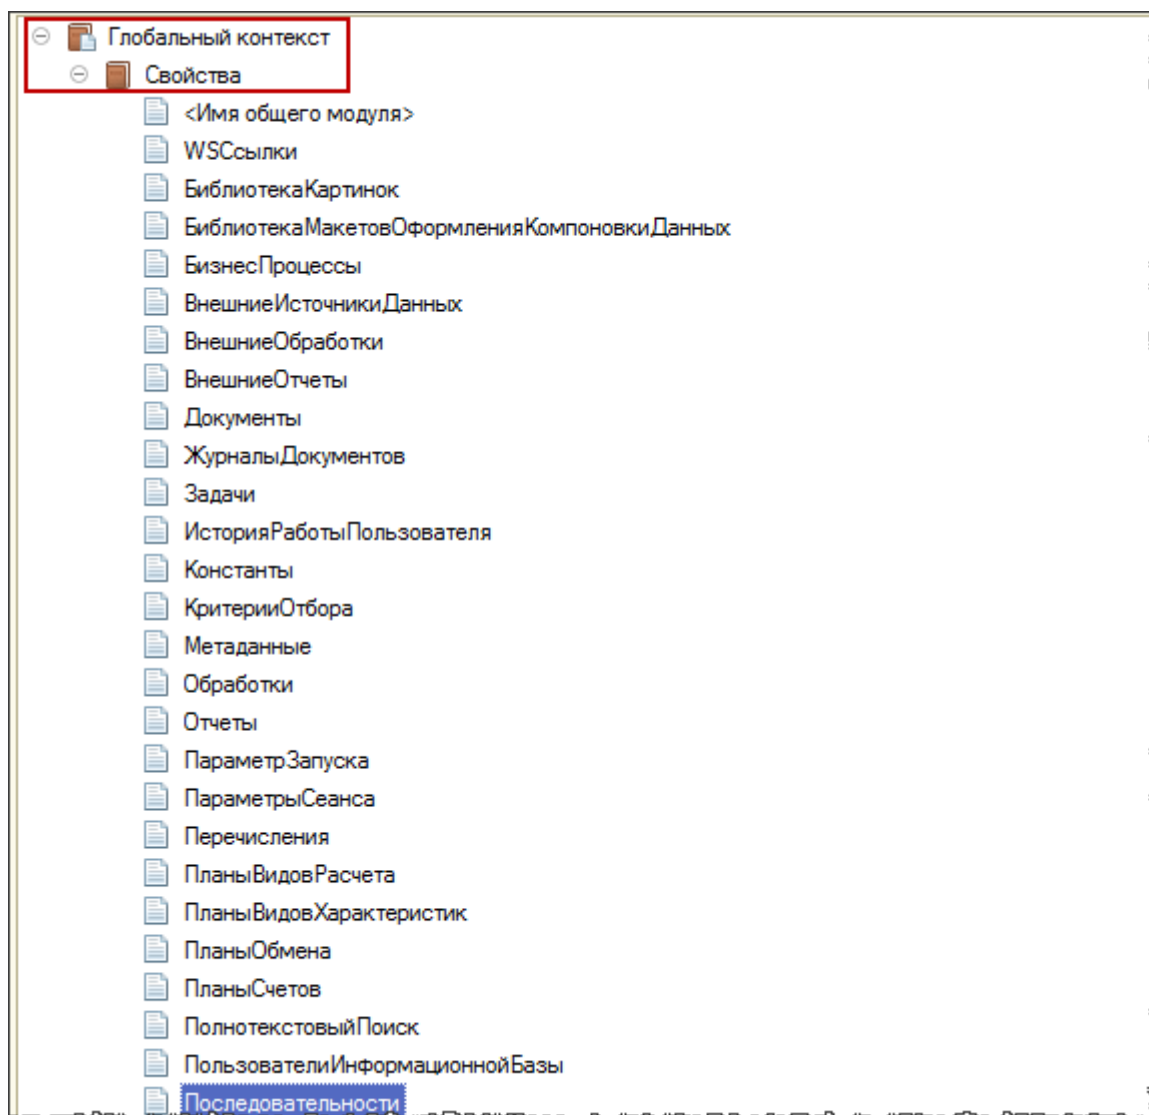 Глобальный контекст
Свойства
<Имя общего модуля>
WSСсылки
БиблиотекаКартинок
БиблиотекаМакетовОформленияКомпоновкиДанных
БизнесПроцессы
ВнешниеИсточникиДанных
ВнешниеОбработки
ВнешниеОтчеты
Документы
ЖурналыДокументов
Задачи
ИсторияРаботыПользователя
Константы
КритерииОтбора
Метаданные
Обработки
Отчеты
ПараметрЗапуска
ПараметрыСеанса
Перечисления
ПланыВидовРасчета
ПланыВидовХарактеристик
ПланыОбмена
ПланыСчетов
ПолнотекстовыйПоиск
ПользователиИнформационнойБазы
Последовательности